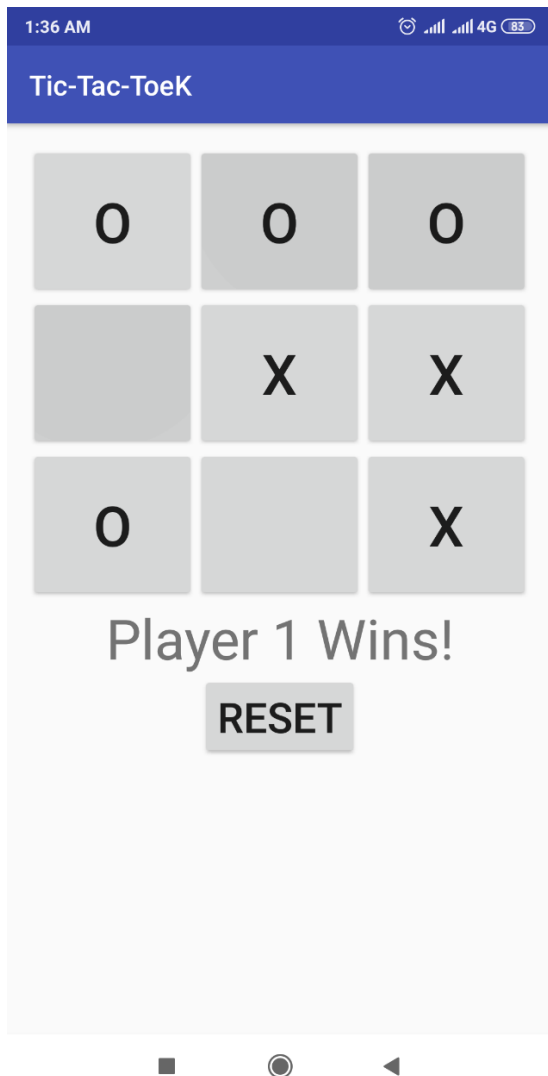 1:36 AM 4G 83
Tic-Tac-ToeK
O O O
X X
O X
Player 1 Wins!
RESET